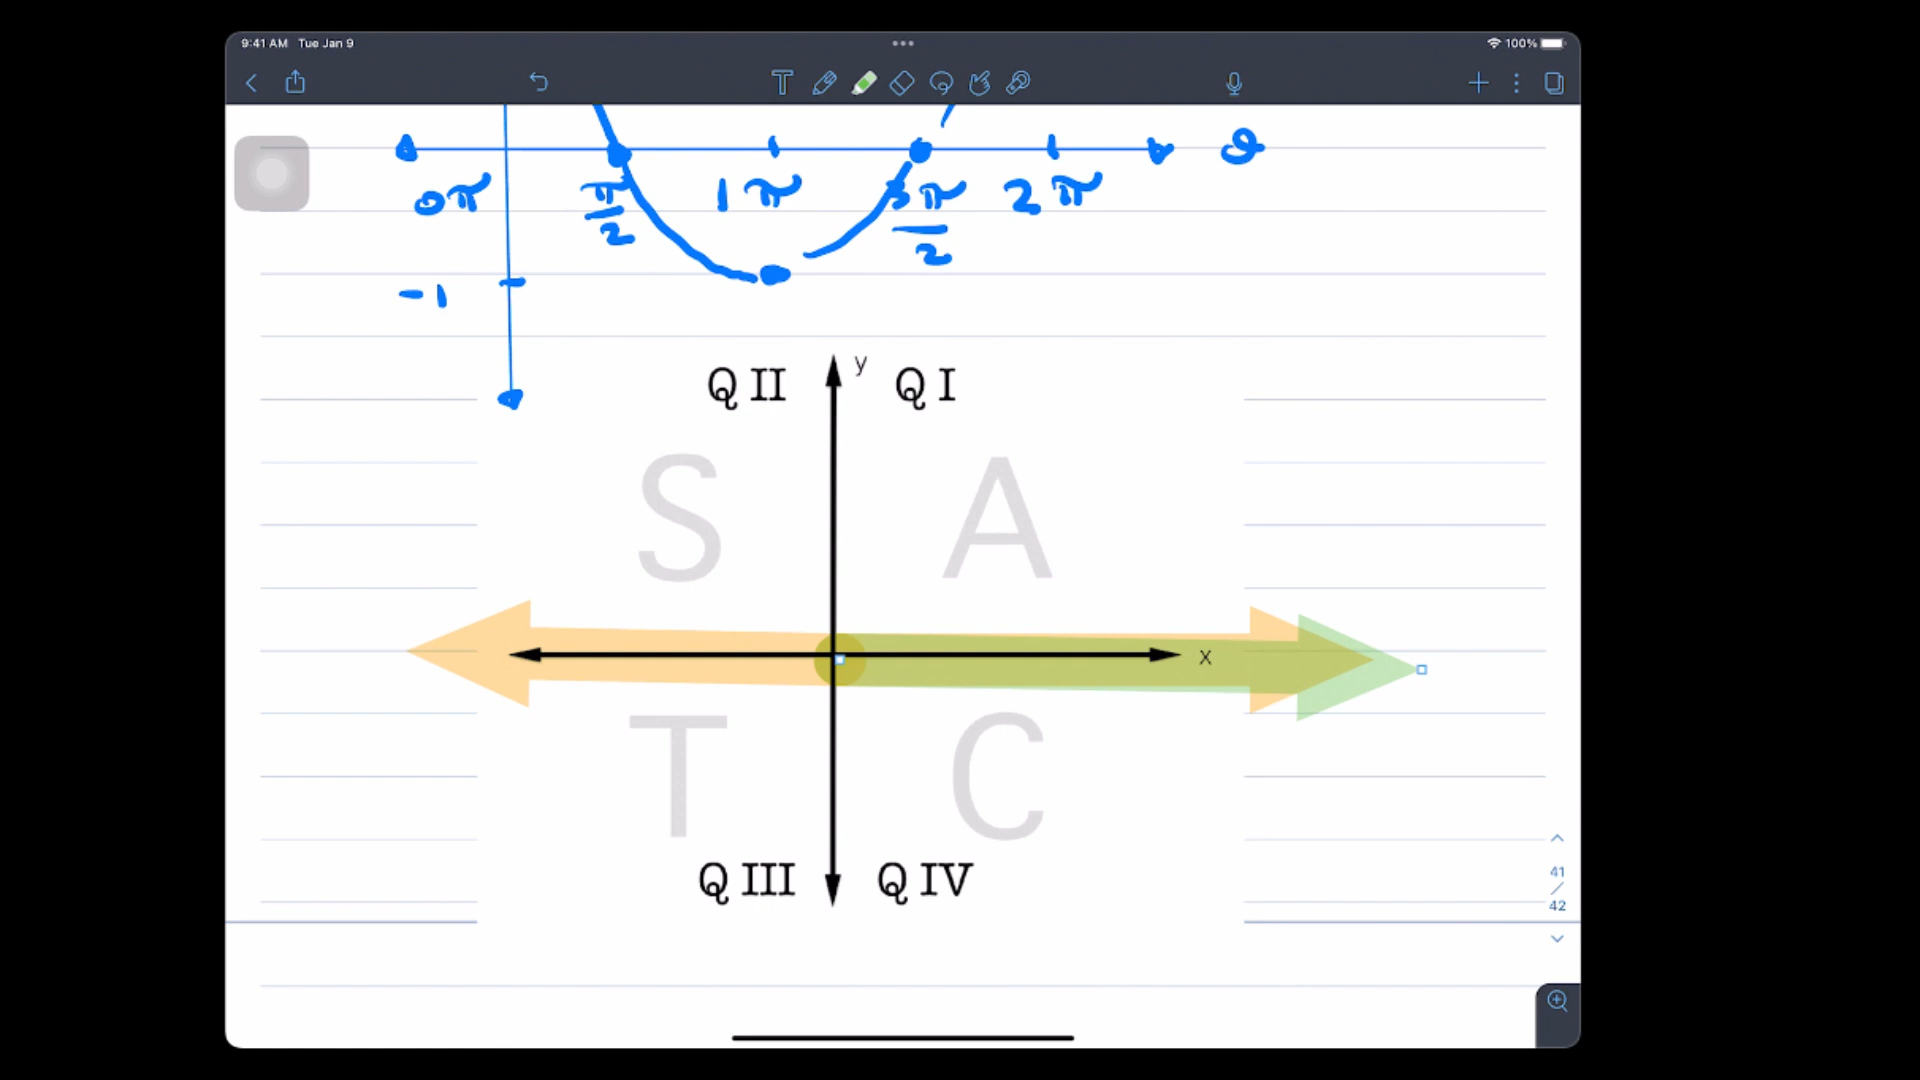 9:41 AM Tue Jan 9
100%
T
θ
0π π/2 1π 3π/2 2π
-1
y
Q II Q I
S A
x
T C
Q III Q IV
41
/
42